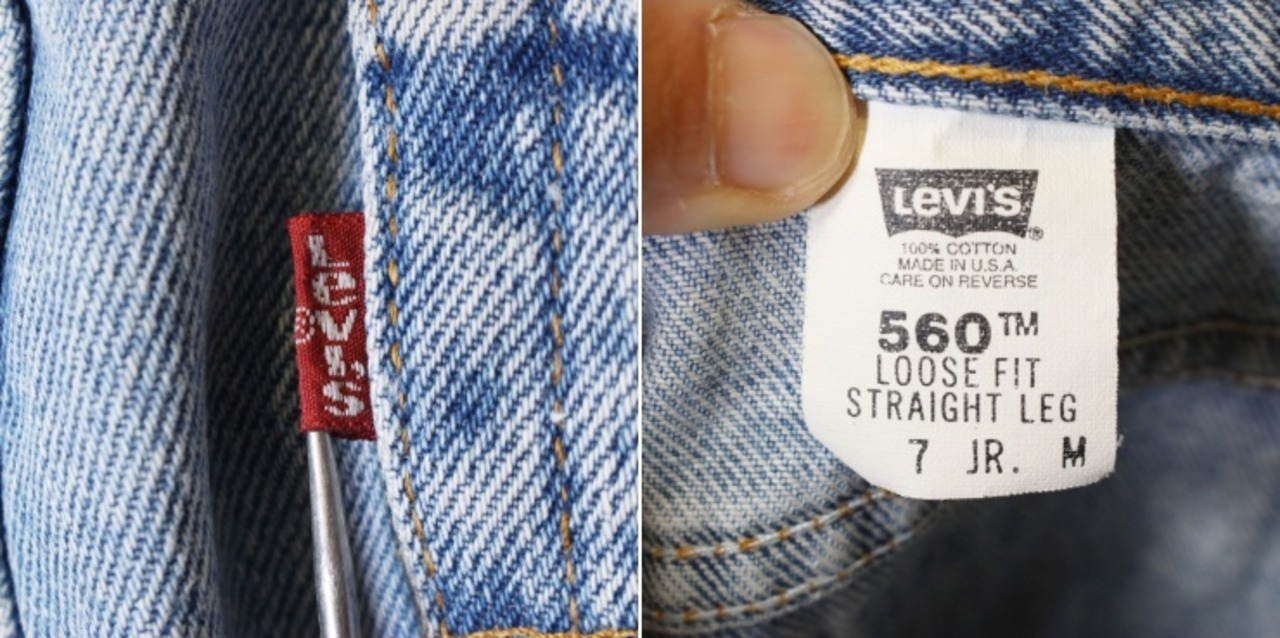 LeVI'S
®
LEVI'S®
100% COTTON
MADE IN U.S.A.
CARE ON REVERSE
560™
LOOSE FIT
STRAIGHT LEG
7 JR. M